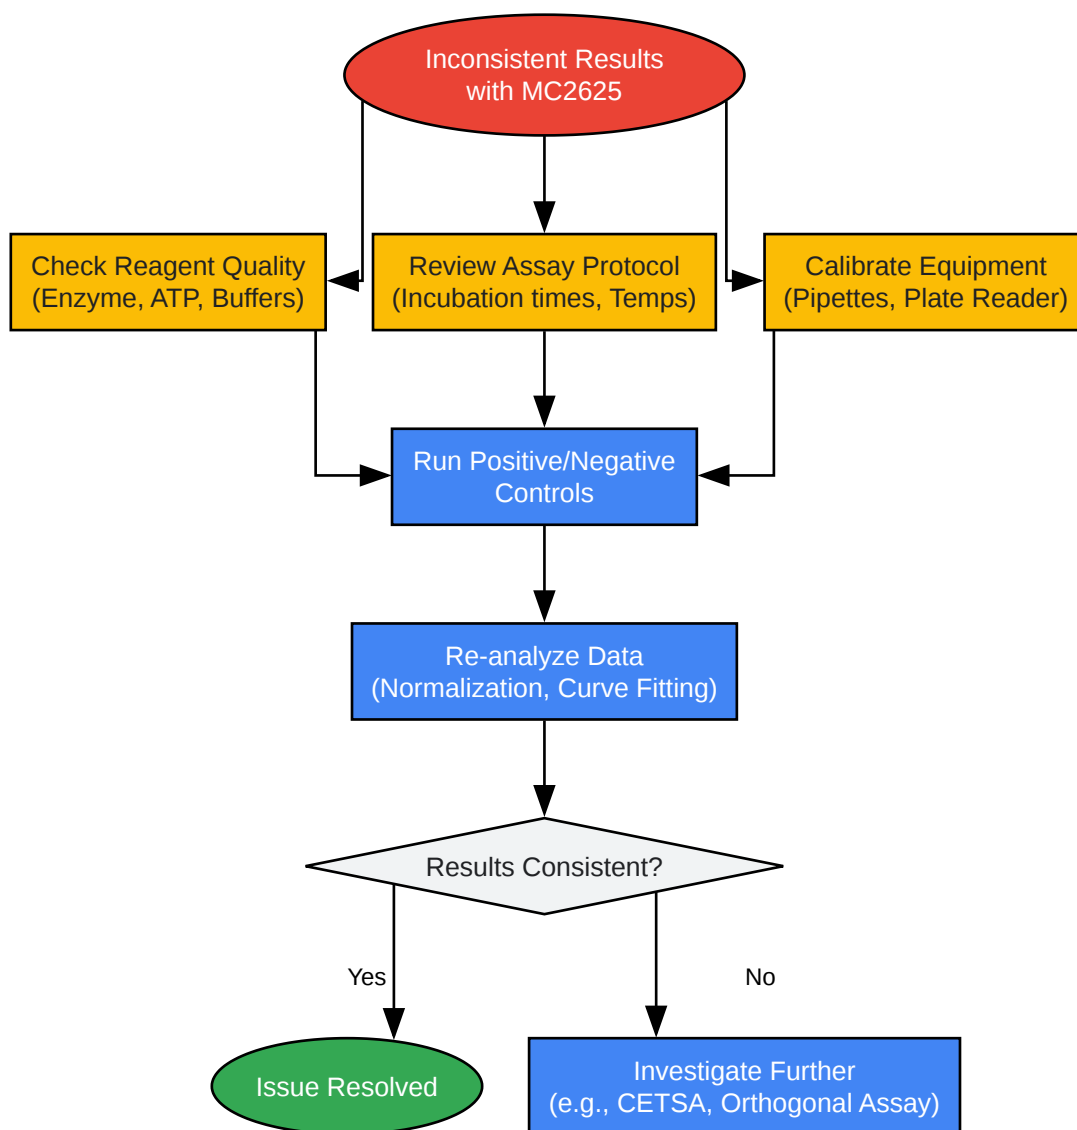 Inconsistent Results
with MC2625
Check Reagent Quality
(Enzyme, ATP, Buffers)
Review Assay Protocol
(Incubation times, Temps)
Calibrate Equipment
(Pipettes, Plate Reader)
Run Positive/Negative
Controls
Re-analyze Data
(Normalization, Curve Fitting)
Results Consistent?
Yes
No
Issue Resolved
Investigate Further
(e.g., CETSA, Orthogonal Assay)